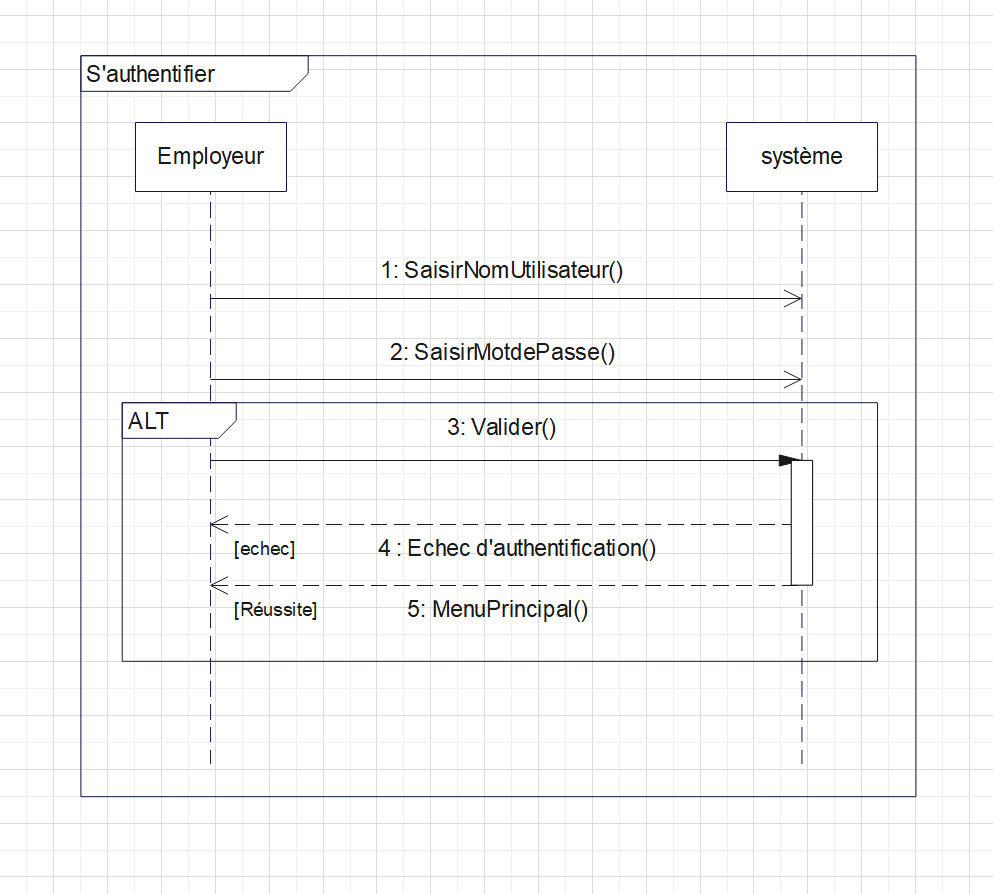 S'authentifier
Employeur
système
1: SaisirNomUtilisateur()
2: SaisirMotdePasse()
ALT
3: Valider()
[echec]
4 : Echec d'authentification()
[Réussite]
5: MenuPrincipal()